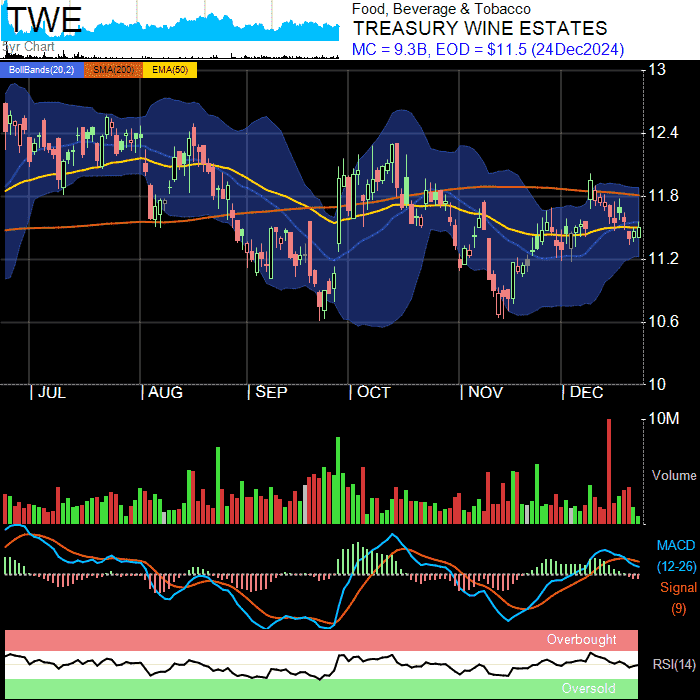 TWE
5yr Chart
Food, Beverage & Tobacco
TREASURY WINE ESTATES
MC = 9.3B, EOD = $11.5 (24Dec2024)
BollBands(20,2) SMA(200) EMA(50)
13
12.4
11.8
11.2
10.6
10
JUL AUG SEP OCT NOV DEC
10M
Volume
MACD
(12-26)
Signal
(9)
Overbought
RSI(14)
Oversold